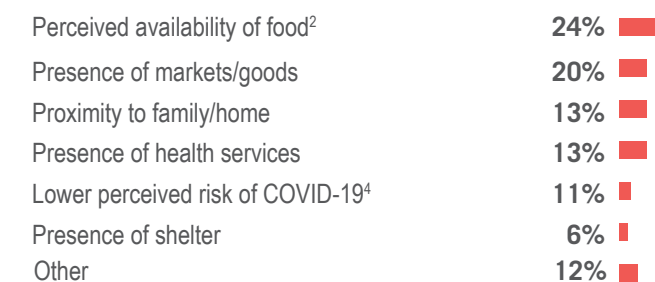 Perceived availability of food² 24%
Presence of markets/goods 20%
Proximity to family/home 13%
Presence of health services 13%
Lower perceived risk of COVID-19⁴ 11%
Presence of shelter 6%
Other 12%